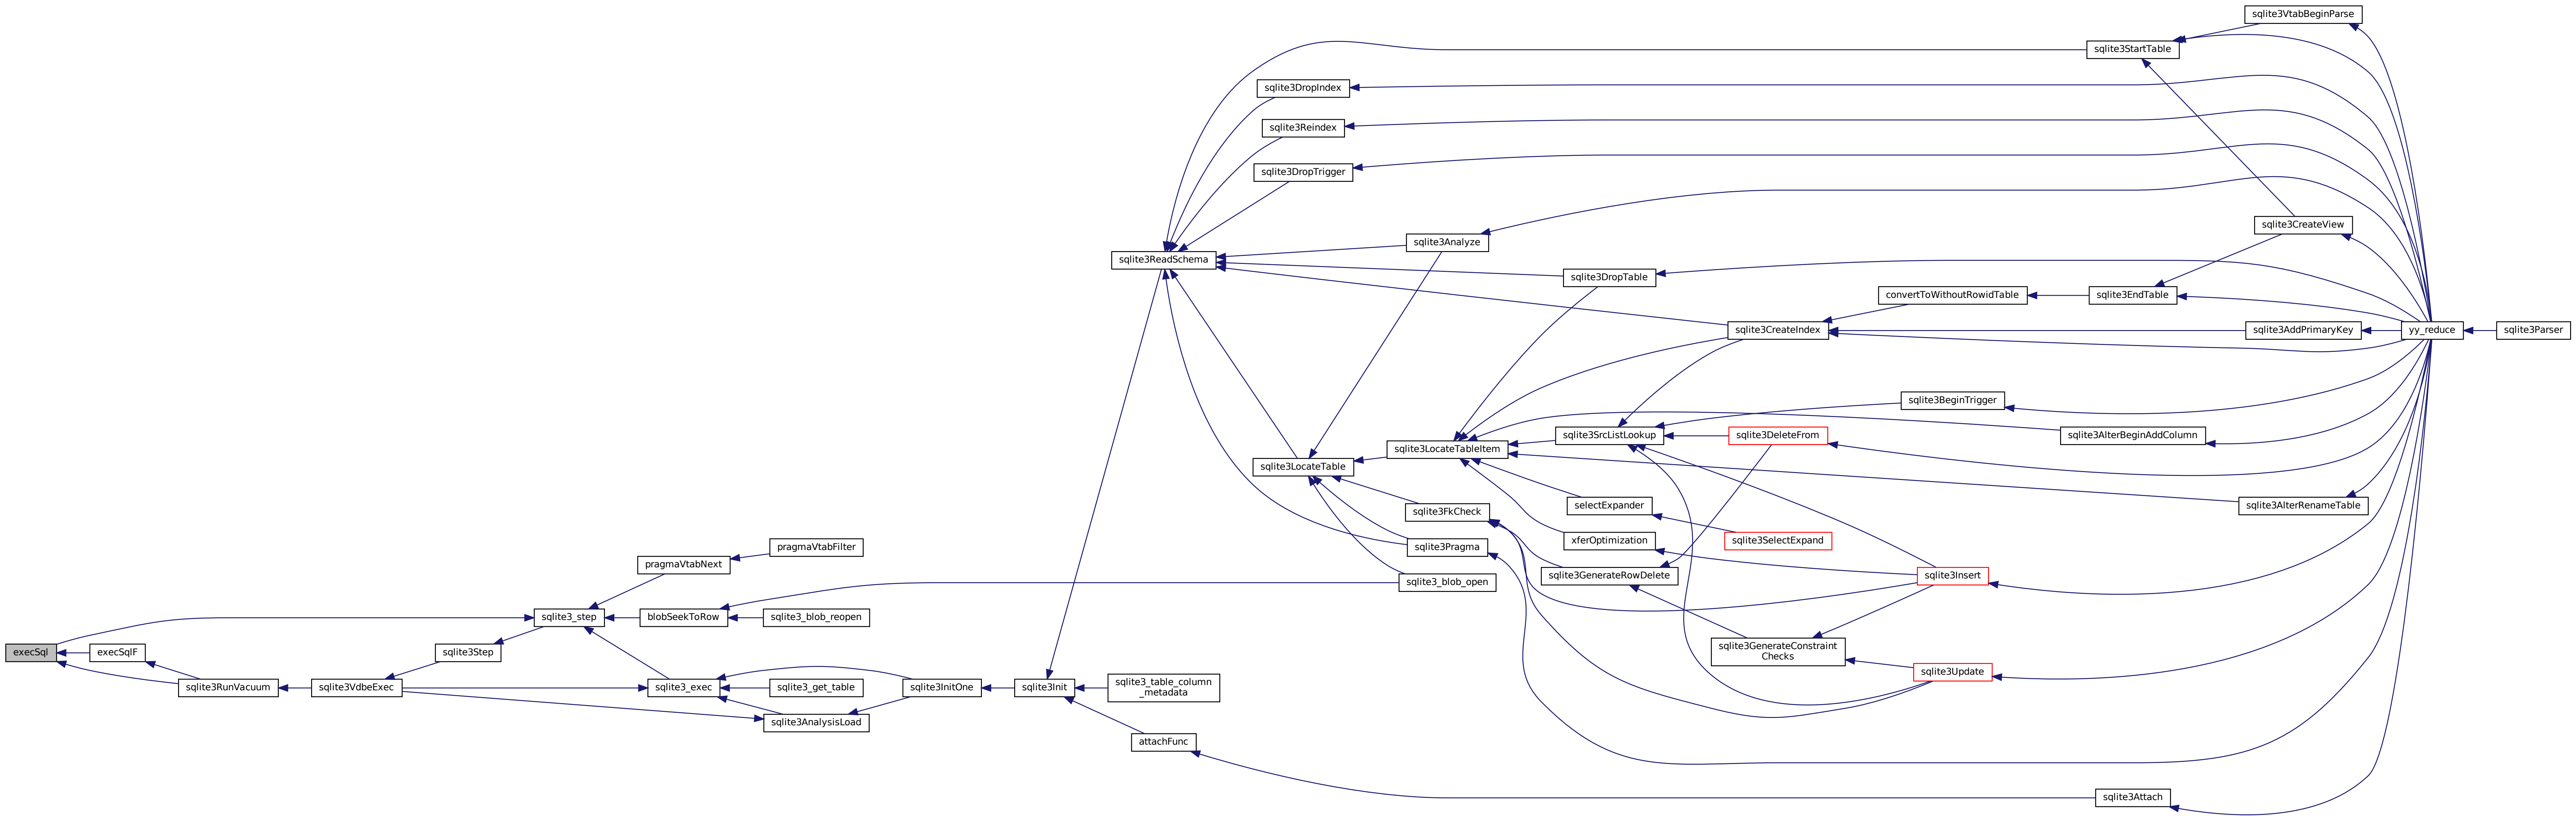 execSql
execSqlF
sqlite3RunVacuum
sqlite3VdbeExec
sqlite3Step
sqlite3_step
pragmaVtabNext
pragmaVtabFilter
blobSeekToRow
sqlite3_blob_reopen
sqlite3_exec
sqlite3_get_table
sqlite3AnalysisLoad
sqlite3InitOne
sqlite3Init
sqlite3_table_column
_metadata
attachFunc
sqlite3ReadSchema
sqlite3DropIndex
sqlite3Reindex
sqlite3DropTrigger
sqlite3LocateTable
sqlite3Analyze
sqlite3LocateTableItem
sqlite3FkCheck
sqlite3Pragma
sqlite3_blob_open
sqlite3DropTable
sqlite3SrcListLookup
selectExpander
xferOptimization
sqlite3GenerateRowDelete
sqlite3CreateIndex
sqlite3DeleteFrom
sqlite3SelectExpand
sqlite3GenerateConstraint
Checks
convertToWithoutRowidTable
sqlite3BeginTrigger
sqlite3Insert
sqlite3Update
sqlite3StartTable
sqlite3EndTable
sqlite3AlterBeginAddColumn
sqlite3Attach
sqlite3VtabBeginParse
sqlite3CreateView
sqlite3AddPrimaryKey
sqlite3AlterRenameTable
yy_reduce
sqlite3Parser